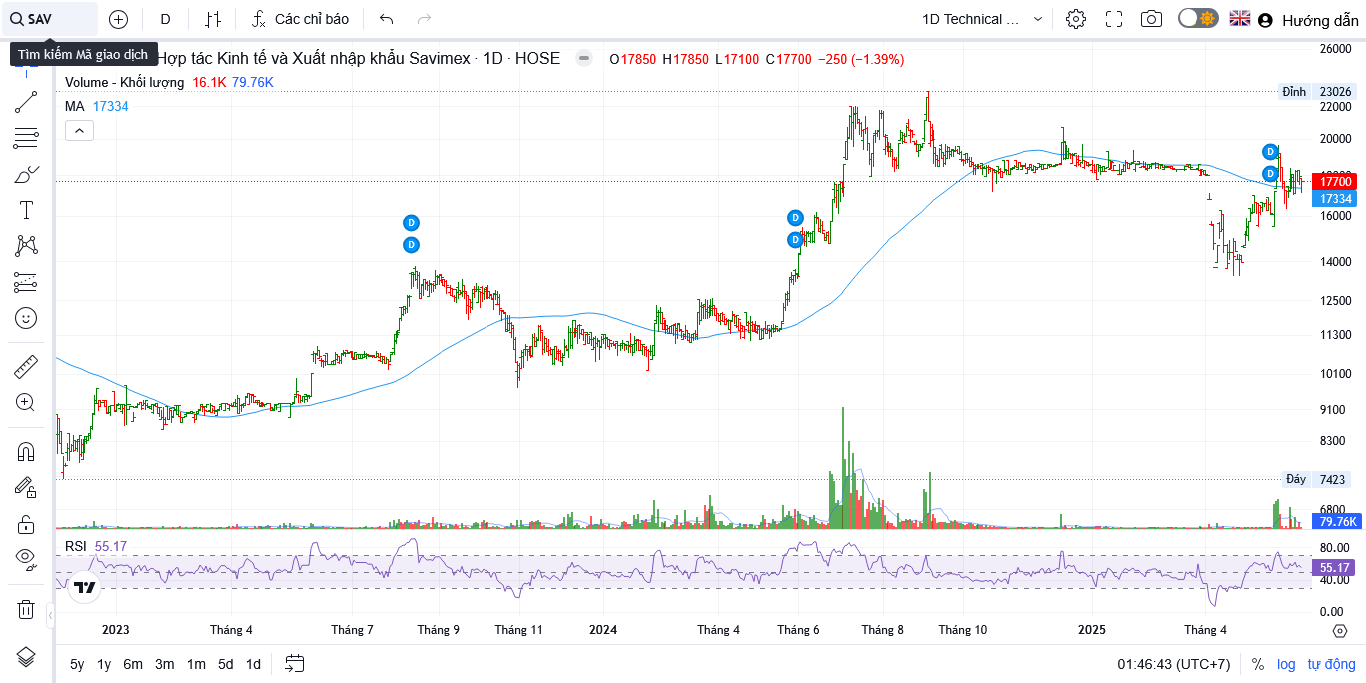 SAV
D
Các chỉ báo
1D Technical ...
Hướng dẫn
Tìm kiếm Mã giao dịch
Hợp tác Kinh tế và Xuất nhập khẩu Savimex · 1D · HOSE
O17850 H17850 L17100 C17700 −250 (−1.39%)
Volume - Khối lượng 16.1K 79.76K
MA 17334
26000
Đỉnh 23026
22000
20000
D
D
17700
17334
D
D
16000
D
D
14000
12500
11300
10100
9100
8300
Đáy 7423
6800
79.76K
RSI 55.17
80.00
55.17
40.00
0.00
2023 Tháng 4 Tháng 7 Tháng 9 Tháng 11 2024 Tháng 4 Tháng 6 Tháng 8 Tháng 10 2025 Tháng 4
5y 1y 6m 3m 1m 5d 1d
01:46:43 (UTC+7) % log tự động